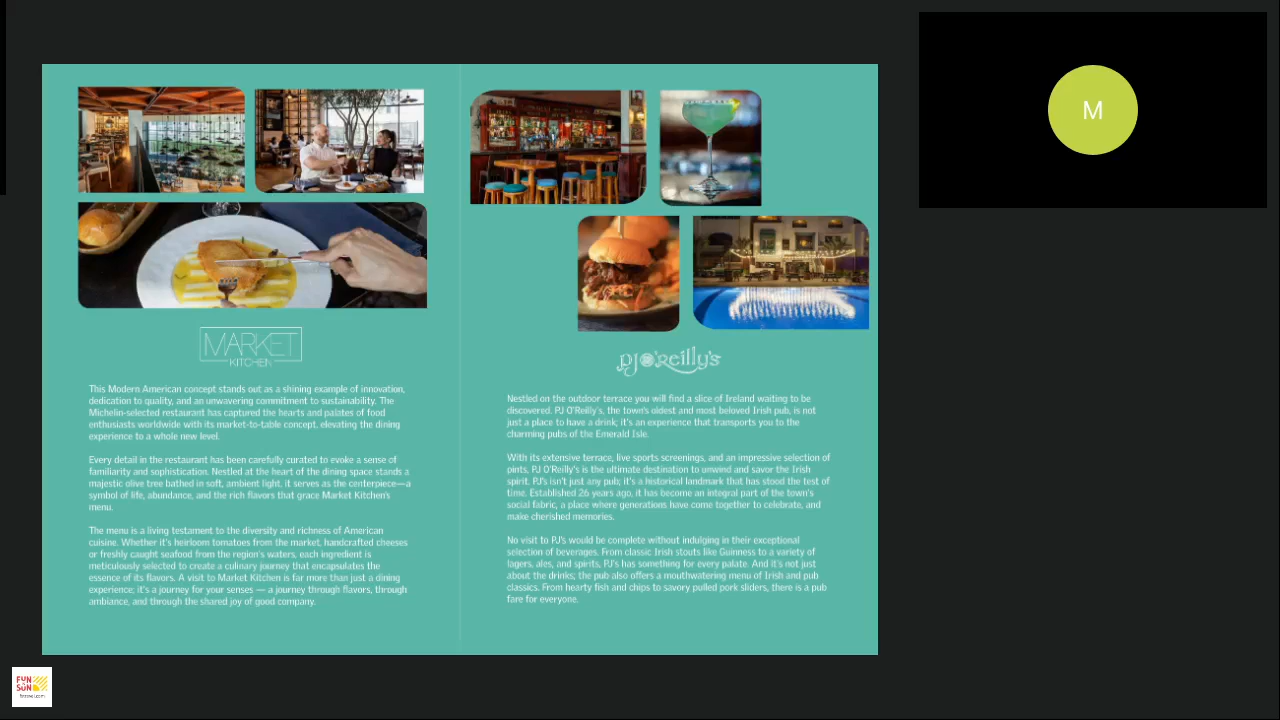 MARKET
KITCHEN
This Modern American concept stands out as a shining example of innovation,
dedication to quality, and an unwavering commitment to sustainability. The
Michelin-selected restaurant has captured the hearts and palates of food
enthusiasts worldwide with its market-to-table concept, elevating the dining
experience to a whole new level.
Every detail in the restaurant has been carefully curated to evoke a sense of
familiarity and sophistication. Nestled at the heart of the dining space stands a
majestic olive tree bathed in soft, ambient light. it serves as the centerpiece—a
symbol of life, abundance, and the rich flavors that grace Market Kitchen's
menu.
The menu is a living testament to the diversity and richness of American
cuisine. Whether it's heirloom tomatoes from the market, handcrafted cheeses
or freshly caught seafood from the region's waters, each ingredient is
meticulously selected to create a culinary journey that encapsulates the
essence of its flavors. A visit to Market Kitchen is far more than just a dining
experience; it's a journey for your senses — a journey through flavors, through
ambiance, and through the shared joy of good company.
PJ O'Reilly's
Nestled on the outdoor terrace you will find a slice of Ireland waiting to be
discovered. PJ O'Reilly's, the town's oldest and most beloved Irish pub, is not
just a place to have a drink; it's an experience that transports you to the
charming pubs of the Emerald Isle.
With its extensive terrace, live sports screenings, and an impressive selection of
pints, PJ O'Reilly's is the ultimate destination to unwind and savor the Irish
spirit. PJ's isn't just any pub; it's a historical landmark that has stood the test of
time. Established 26 years ago, it has become an integral part of the town's
social fabric, a place where generations have come together to celebrate, and
make cherished memories.
No visit to PJ's would be complete without indulging in their exceptional
selection of beverages. From classic Irish stouts like Guinness to a variety of
lagers, ales, and spirits, PJ's has something for every palate. And it's not just
about the drinks; the pub also offers a mouthwatering menu of Irish and pub
classics. From hearty fish and chips to savory pulled pork sliders, there is a pub
fare for everyone.
M
FUN
SUN